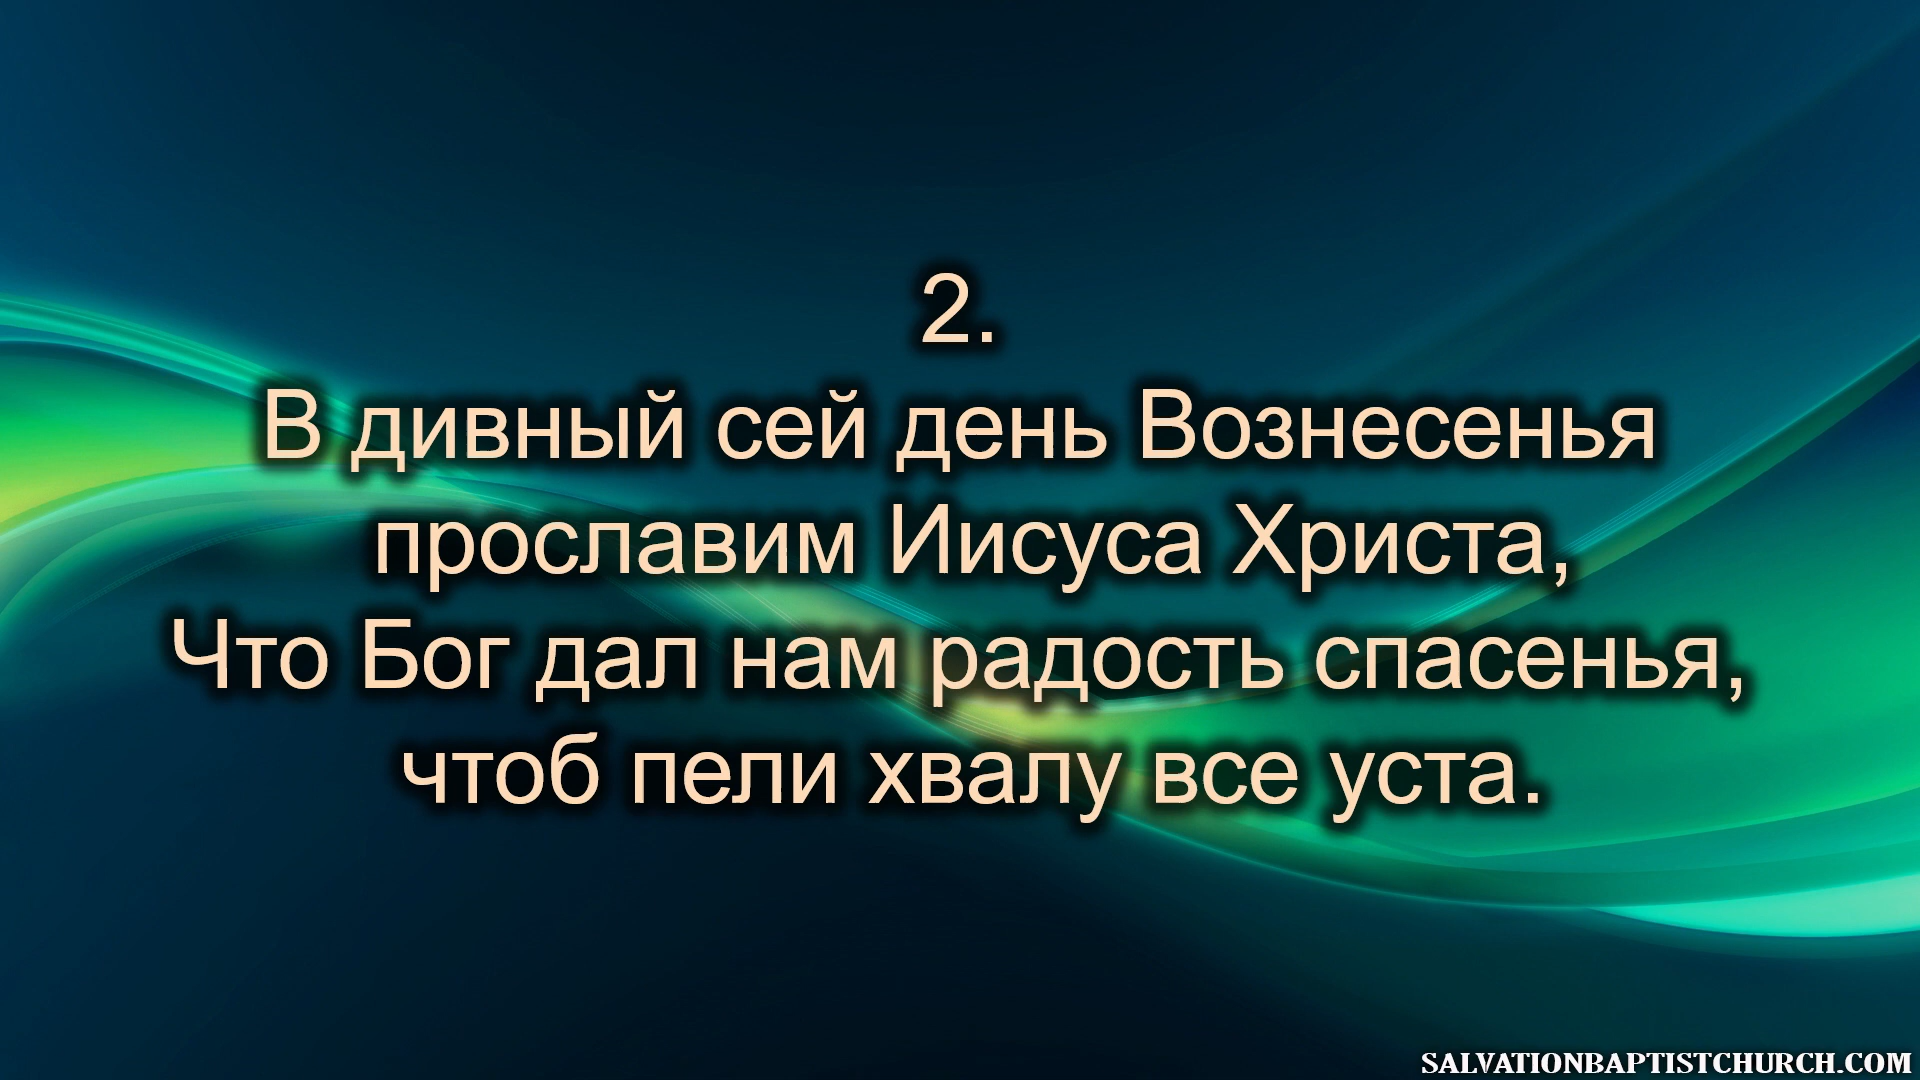 2.
В дивный сей день Вознесенья
прославим Иисуса Христа,
Что Бог дал нам радость спасенья,
чтоб пели хвалу все уста.
SALVATIONBAPTISTCHURCH.COM